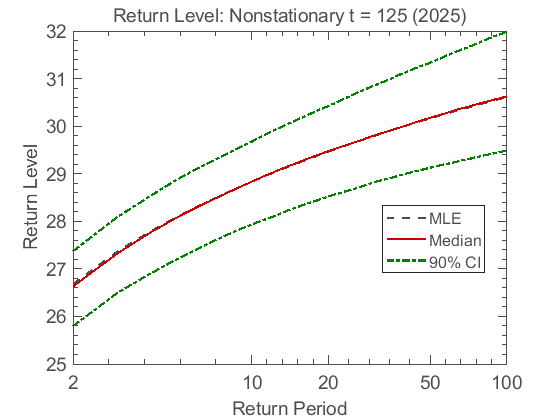 Return Level: Nonstationary t = 125 (2025)
32
31
30
29
28
27
26
25
Return Level
MLE
Median
90% CI
2
10
20
50
100
Return Period